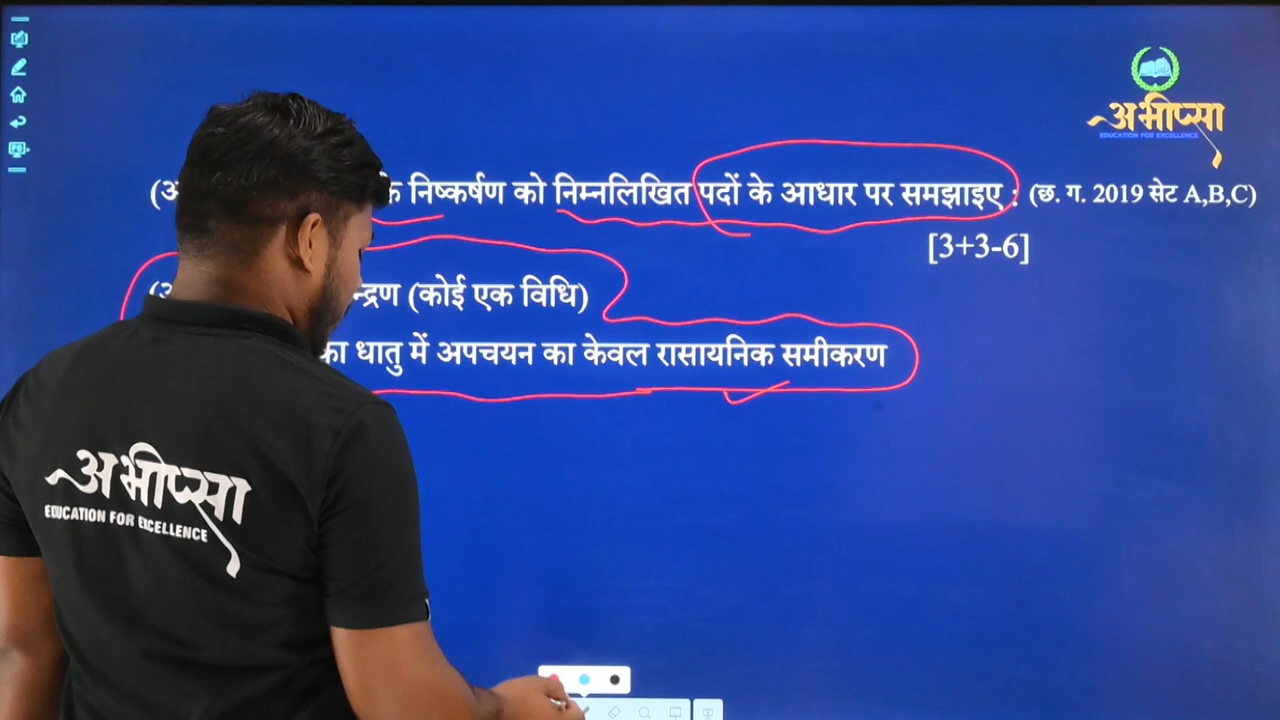 अभीप्सा
EDUCATION FOR EXCELLENCE
के निष्कर्षण को निम्नलिखित पदों के आधार पर समझाइए : (छ. ग. 2019 सेट A,B,C)
[3+3-6]
(कोई एक विधि)
का धातु में अपचयन का केवल रासायनिक समीकरण
अभीप्सा
EDUCATION FOR EXCELLENCE